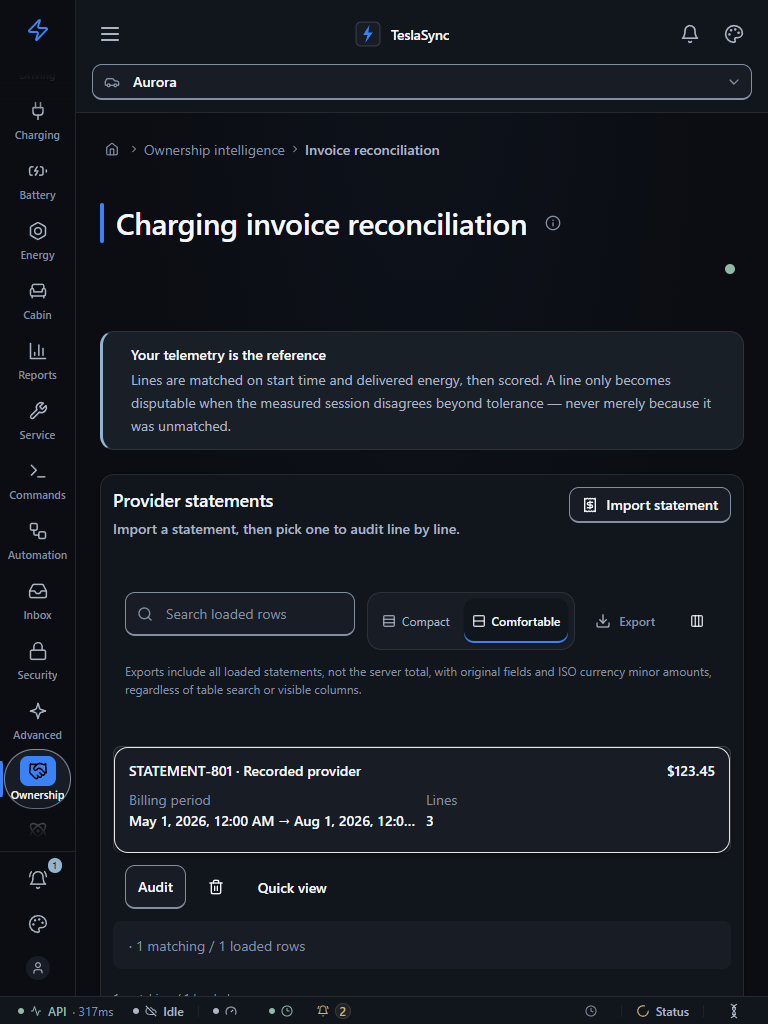 TeslaSync
Aurora
Charging
Battery
Energy
Cabin
Reports
Service
Commands
Automation
Inbox
Security
Advanced
Ownership
1
Ownership intelligence > Invoice reconciliation
Charging invoice reconciliation
Your telemetry is the reference
Lines are matched on start time and delivered energy, then scored. A line only becomes
disputable when the measured session disagrees beyond tolerance — never merely because it
was unmatched.
Provider statements
Import statement
Import a statement, then pick one to audit line by line.
Search loaded rows
Compact
Comfortable
Export
Exports include all loaded statements, not the server total, with original fields and ISO currency minor amounts,
regardless of table search or visible columns.
STATEMENT-801 · Recorded provider
$123.45
Billing period
Lines
May 1, 2026, 12:00 AM → Aug 1, 2026, 12:0...
3
Audit
Quick view
· 1 matching / 1 loaded rows
API · 317ms
Idle
2
Status